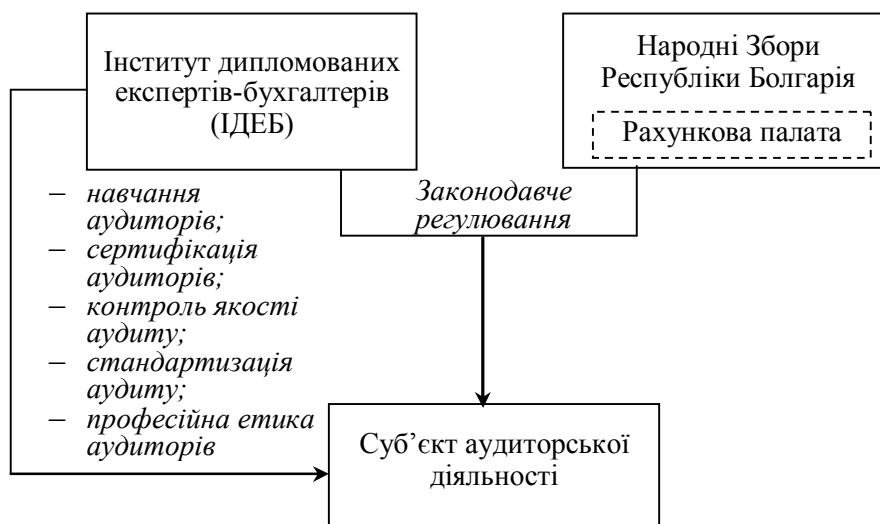 Інститут дипломованих
експертів-бухгалтерів
(ІДЕБ)
Народні Збори
Республіки Болгарія
Рахункова палата
– навчання
аудиторів;
– сертифікація
аудиторів;
– контроль якості
аудиту;
– стандартизація
аудиту;
– професійна етика
аудиторів
Законодавче
регулювання
Суб’єкт аудиторської
діяльності